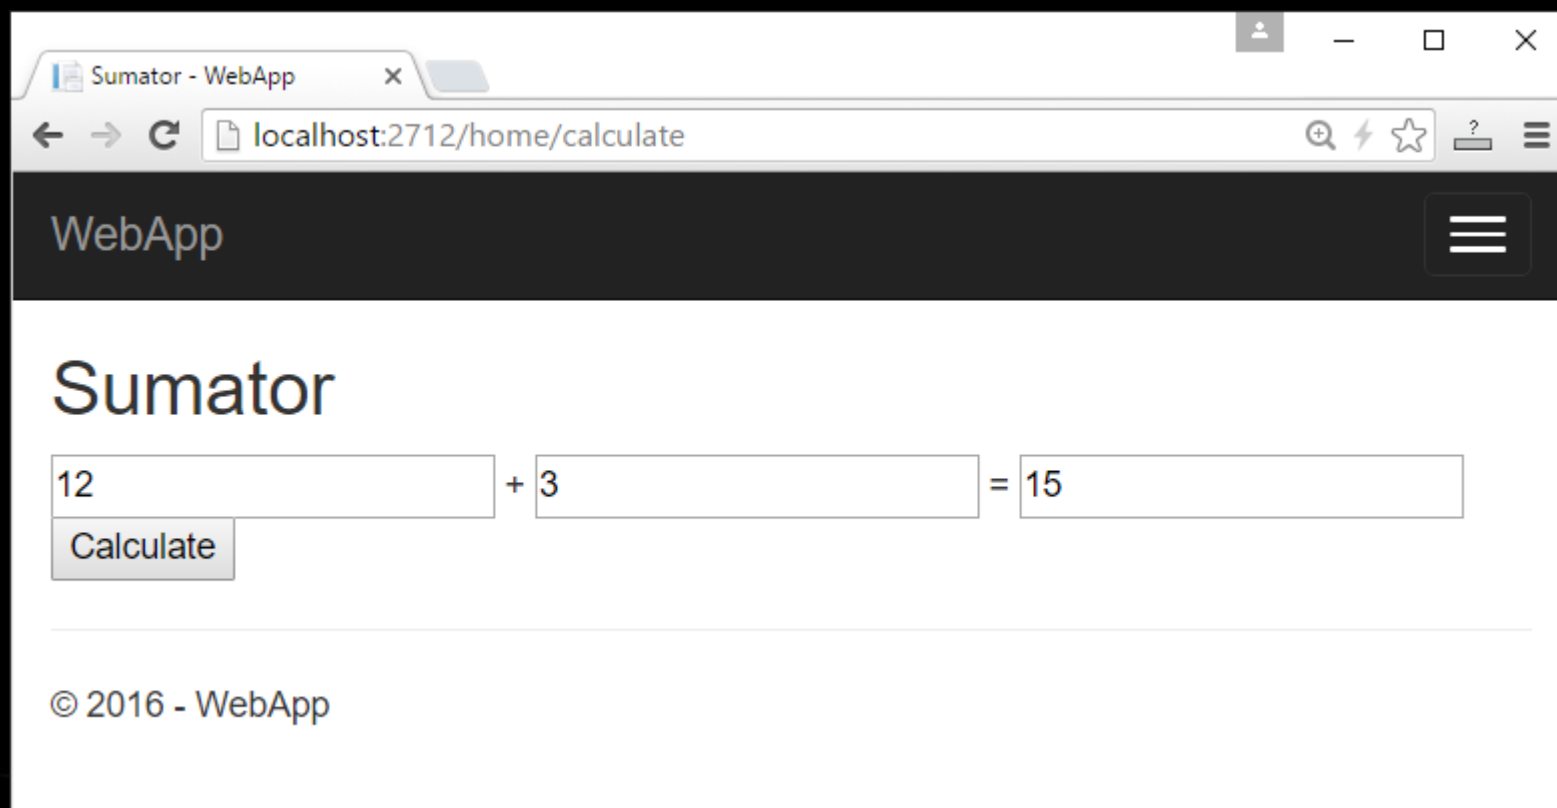 Sumator - WebApp
localhost:2712/home/calculate
?
WebApp
Sumator
12 + 3 = 15
Calculate
© 2016 - WebApp